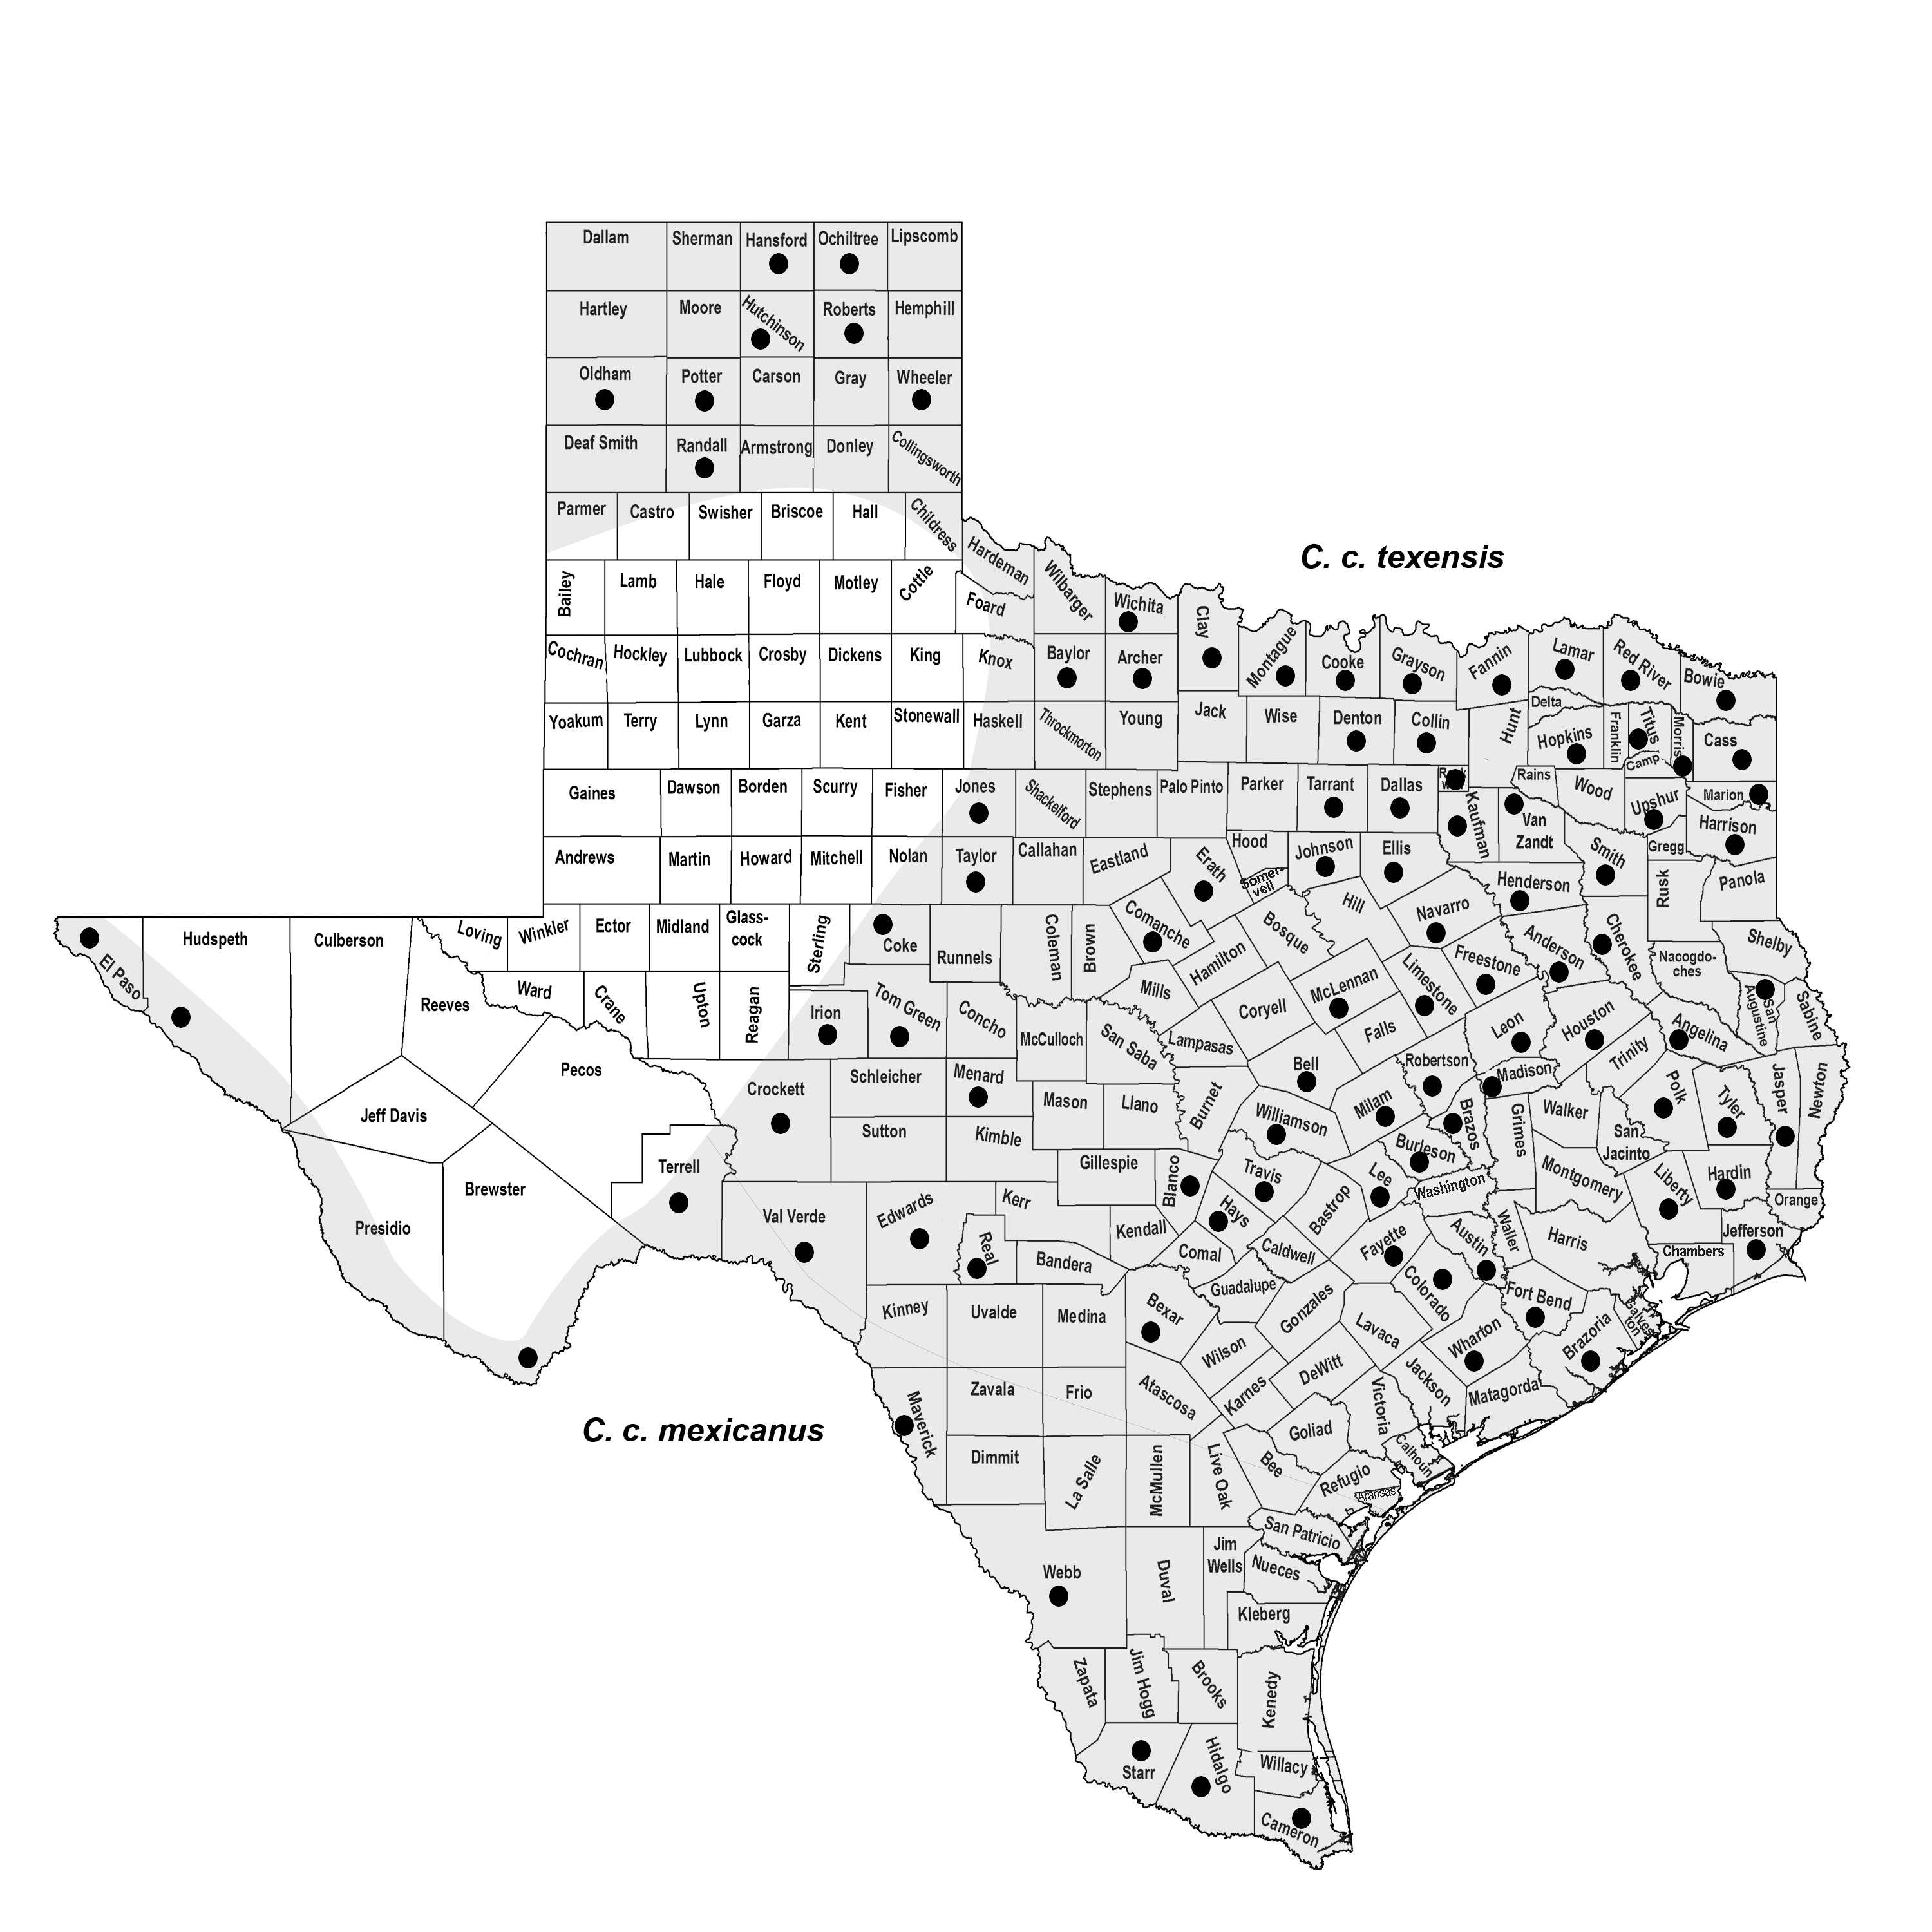 Dallam Sherman Hansford Ochiltree Lipscomb
Hartley Moore Hutchinson Roberts Hemphill
Oldham Potter Carson Gray Wheeler
Deaf Smith Randall Armstrong Donley Collingsworth
Parmer Castro Swisher Briscoe Hall Childress
Hardeman
C. c. texensis
Bailey Lamb Hale Floyd Motley Cottle Foard Wilbarger Wichita Clay
Cochran Hockley Lubbock Crosby Dickens King Knox Baylor Archer Montague Cooke Grayson Fannin Lamar Red River Bowie
Yoakum Terry Lynn Garza Kent Stonewall Haskell Throckmorton Young Jack Wise Denton Collin Hunt Delta Hopkins Franklin Titus Morris Cass
Camp
Gaines Dawson Borden Scurry Fisher Jones Shackelford Stephens Palo Pinto Parker Tarrant Dallas Kaufman Rains Wood Upshur Marion
Van
Zandt
Harrison
Andrews Martin Howard Mitchell Nolan Taylor Callahan Eastland Erath Hood Johnson Ellis Smith Gregg
Somer-
vell
Henderson Rusk Panola
El Paso Hudspeth Culberson Loving Winkler Ector Midland
Glass-
cock
Sterling Coke Runnels Coleman Brown Comanche Hamilton Bosque Hill Navarro Anderson Cherokee
Nacogdo-
ches
Shelby
Reeves Ward Crane Upton Reagan Irion Tom Green Concho Mills Coryell McLennan Limestone Freestone
San
Augustine
Sabine
McCulloch San Saba Lampasas Falls Leon Houston Trinity Angelina
Pecos Crockett Schleicher Menard Bell Robertson Madison Polk Tyler Jasper Newton
Jeff Davis Mason Llano Burnet Williamson Milam Brazos Grimes Walker
San
Jacinto
Sutton Kimble Burleson
Terrell Gillespie Blanco Travis Lee Washington Montgomery Liberty Hardin Orange
Brewster Presidio Val Verde Edwards Kerr Real Kendall Hays Bastrop Fayette Austin Waller Harris Jefferson
Bandera Comal Caldwell Colorado Chambers
Kinney Uvalde Medina Bexar Guadalupe Gonzales Lavaca Fort Bend
Galves-
ton
Wilson Wharton Brazoria
Maverick Zavala Frio Atascosa Karnes DeWitt Jackson Matagorda
C. c. mexicanus
Victoria Goliad Calhoun
Dimmit La Salle McMullen Live Oak Bee Refugio
Aransas
San Patricio
Webb Duval
Jim
Wells
Nueces
Kleberg
Zapata Jim Hogg Brooks Kenedy
Starr Hidalgo Willacy
Cameron